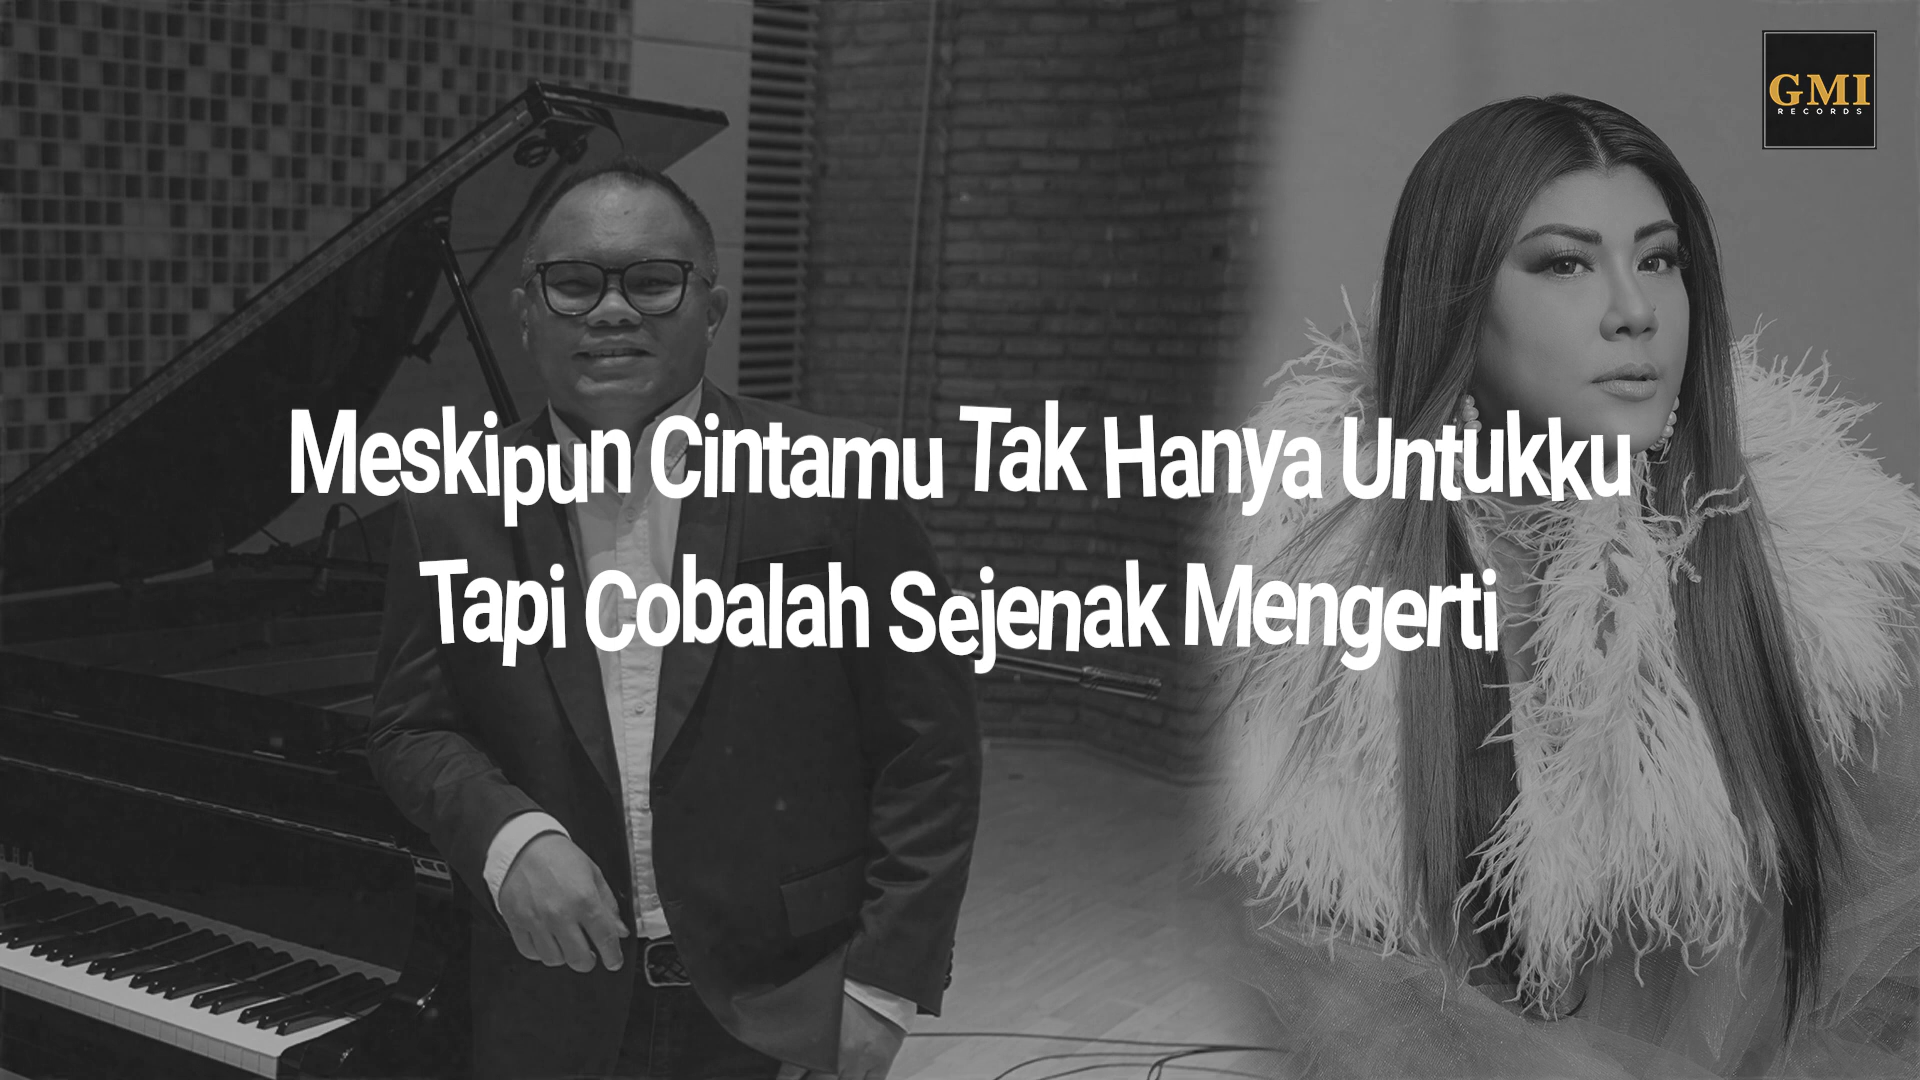 GMI
RECORDS
Meskipun Cintamu Tak Hanya Untukku
Tapi Cobalah Sejenak Mengerti